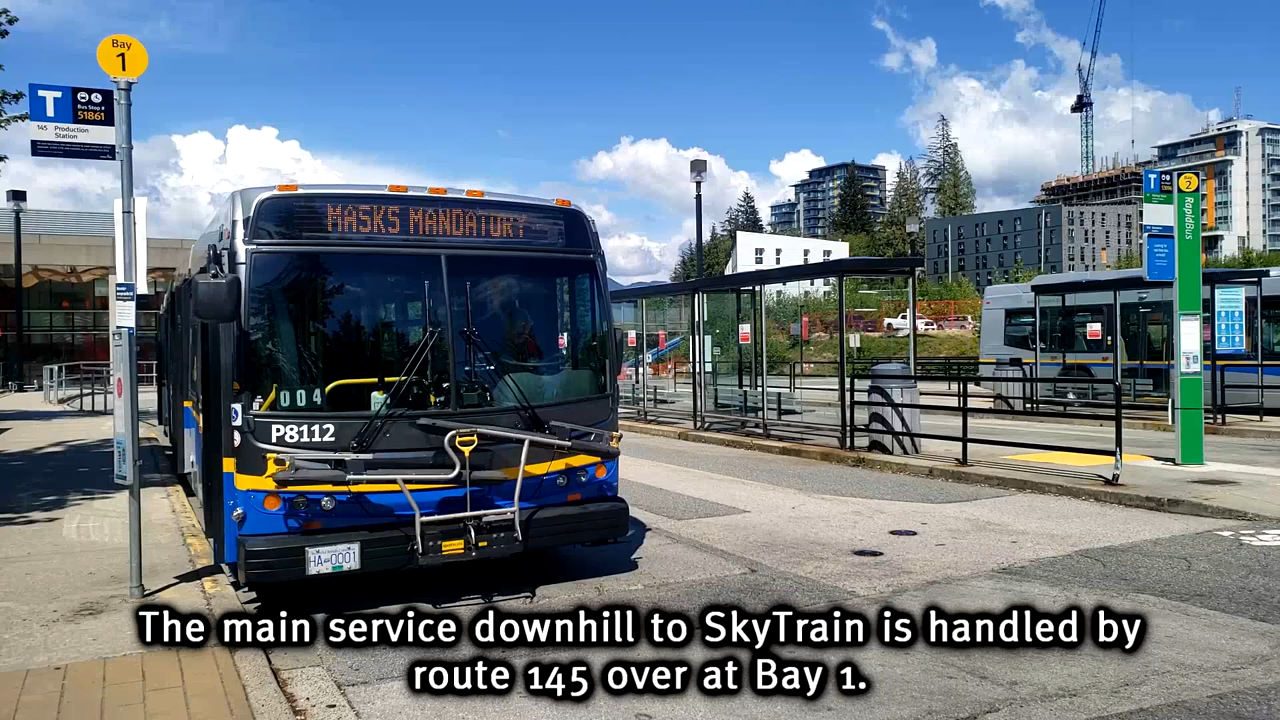 Bay
1
T
Bus Stop #
51861
145 Production
Station
MASKS MANDATORY
004
P8112
HA 0001
T
Bay
2
RapidBus
The main service downhill to SkyTrain is handled by
route 145 over at Bay 1.